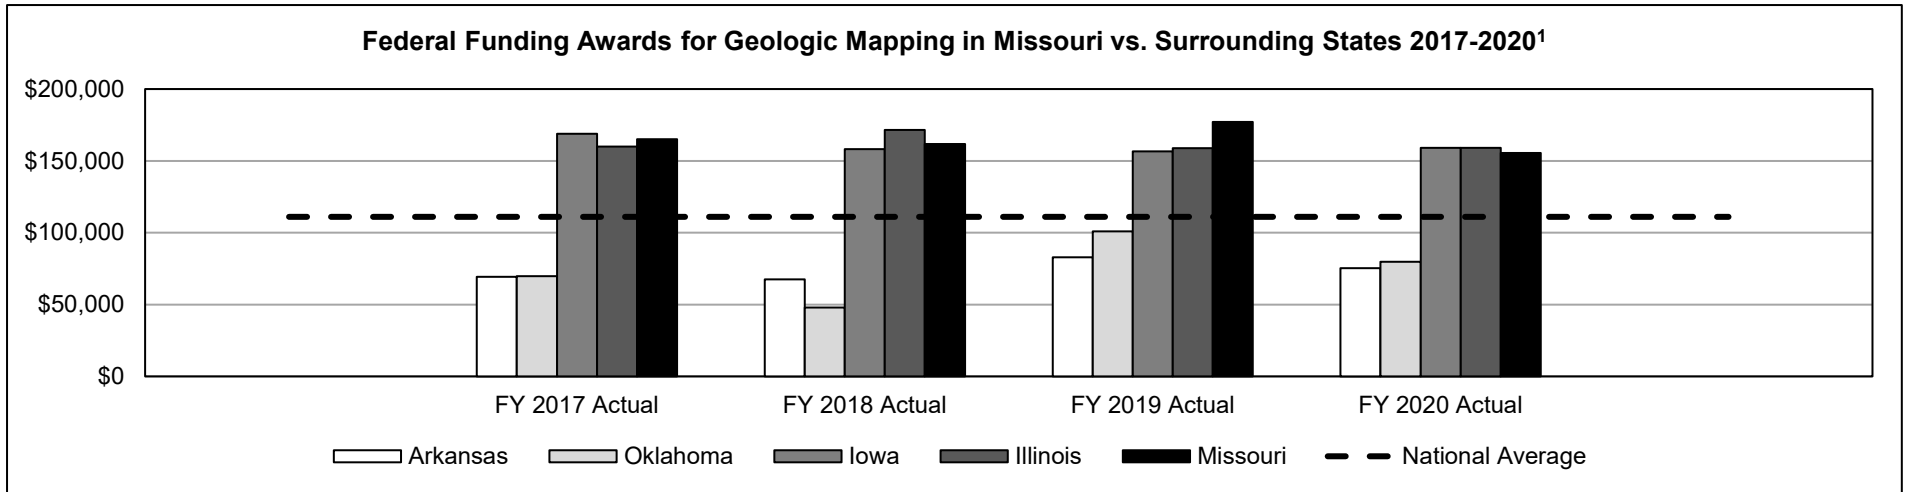 Federal Funding Awards for Geologic Mapping in Missouri vs. Surrounding States 2017-2020¹
$200,000
$150,000
$100,000
$50,000
$0
FY 2017 Actual FY 2018 Actual FY 2019 Actual FY 2020 Actual
Arkansas Oklahoma Iowa Illinois Missouri National Average